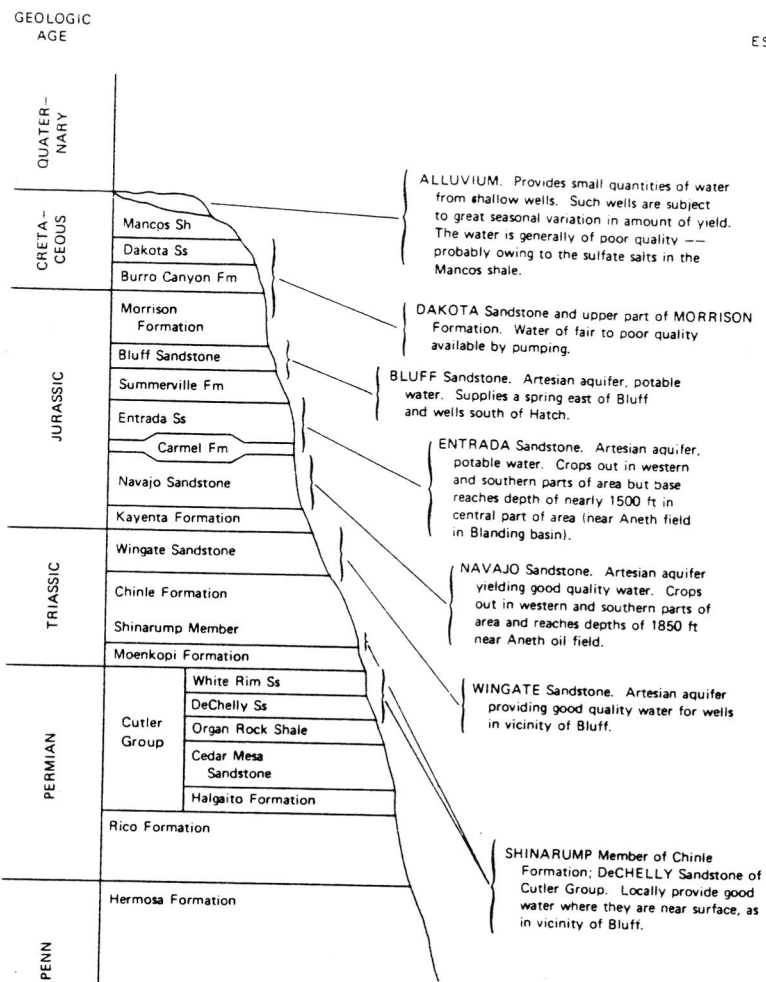 GEOLOGIC
AGE
ES
QUATER-
NARY
CRETA-
CEOUS
JURASSIC
TRIASSIC
PERMIAN
PENN
Mancos Sh
Dakota Ss
Burro Canyon Fm
Morrison
Formation
Bluff Sandstone
Summerville Fm
Entrada Ss
Carmel Fm
Navajo Sandstone
Kayenta Formation
Wingate Sandstone
Chinle Formation
Shinarump Member
Moenkopi Formation
Cutler
Group
White Rim Ss
DeChelly Ss
Organ Rock Shale
Cedar Mesa
Sandstone
Halgaito Formation
Rico Formation
Hermosa Formation
ALLUVIUM. Provides small quantities of water
from shallow wells. Such wells are subject
to great seasonal variation in amount of yield.
The water is generally of poor quality --
probably owing to the sulfate salts in the
Mancos shale.
DAKOTA Sandstone and upper part of MORRISON
Formation. Water of fair to poor quality
available by pumping.
BLUFF Sandstone. Artesian aquifer, potable
water. Supplies a spring east of Bluff
and wells south of Hatch.
ENTRADA Sandstone. Artesian aquifer,
potable water. Crops out in western
and southern parts of area but base
reaches depth of nearly 1500 ft in
central part of area (near Aneth field
in Blanding basin).
NAVAJO Sandstone. Artesian aquifer
yielding good quality water. Crops
out in western and southern parts of
area and reaches depths of 1850 ft
near Aneth oil field.
WINGATE Sandstone. Artesian aquifer
providing good quality water for wells
in vicinity of Bluff.
SHINARUMP Member of Chinle
Formation; DeCHELLY Sandstone of
Cutler Group. Locally provide good
water where they are near surface, as
in vicinity of Bluff.